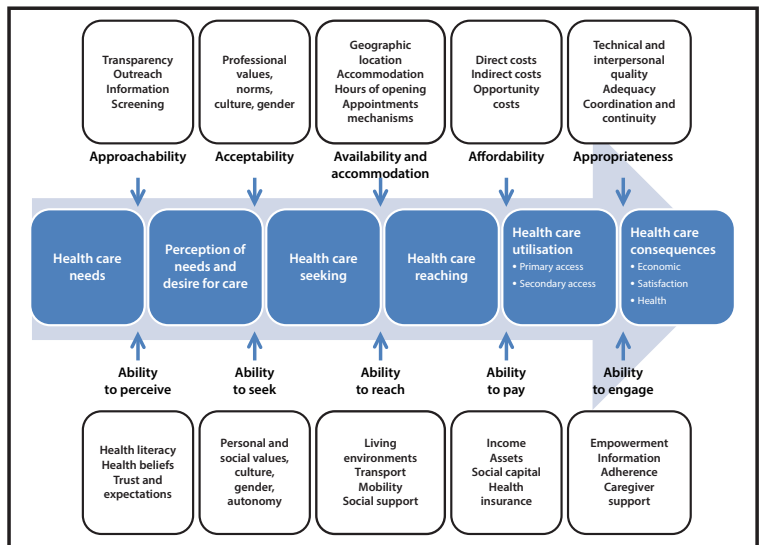 Transparency
Outreach
Information
Screening
Professional
values,
norms,
culture, gender
Geographic
location
Accommodation
Hours of opening
Appointments
mechanisms
Direct costs
Indirect costs
Opportunity
costs
Technical and
interpersonal
quality
Adequacy
Coordination and
continuity
Approachability
Acceptability
Availability and
accommodation
Affordability
Appropriateness
Health care
needs
Perception of
needs and
desire for care
Health care
seeking
Health care
reaching
Health care
utilisation
• Primary access
• Secondary access
Health care
consequences
• Economic
• Satisfaction
• Health
Ability
to perceive
Ability
to seek
Ability
to reach
Ability
to pay
Ability
to engage
Health literacy
Health beliefs
Trust and
expectations
Personal and
social values,
culture,
gender,
autonomy
Living
environments
Transport
Mobility
Social support
Income
Assets
Social capital
Health
insurance
Empowerment
Information
Adherence
Caregiver
support